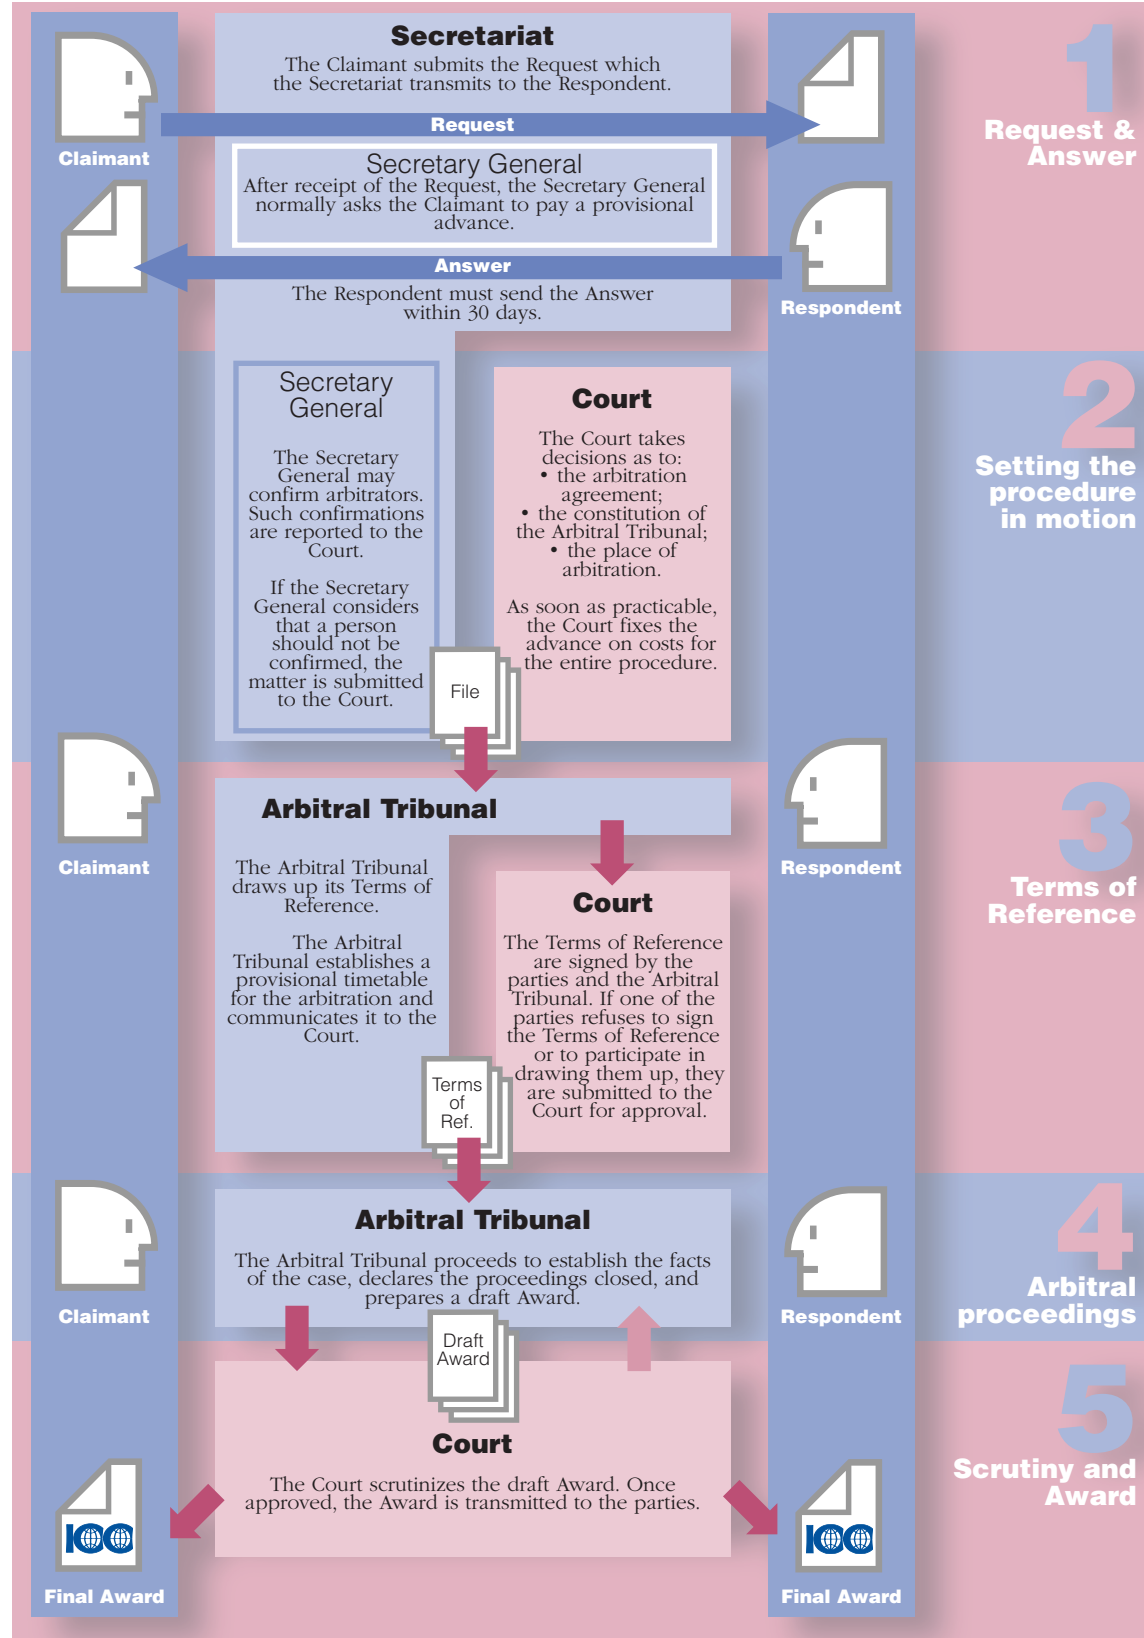 Secretariat
The Claimant submits the Request which
the Secretariat transmits to the Respondent.
Request
Claimant
1
Request &
Answer
Secretary General
After receipt of the Request, the Secretary General
normally asks the Claimant to pay a provisional
advance.
Answer
The Respondent must send the Answer
within 30 days.
Respondent
Secretary
General
The Secretary
General may
confirm arbitrators.
Such confirmations
are reported to the
Court.
If the Secretary
General considers
that a person
should not be
confirmed, the
matter is submitted
to the Court.
Court
The Court takes
decisions as to:
• the arbitration
agreement;
• the constitution of
the Arbitral Tribunal;
• the place of
arbitration.
As soon as practicable,
the Court fixes the
advance on costs for
the entire procedure.
File
2
Setting the
procedure
in motion
Arbitral Tribunal
Claimant
Respondent
The Arbitral Tribunal
draws up its Terms of
Reference.
The Arbitral
Tribunal establishes a
provisional timetable
for the arbitration and
communicates it to the
Court.
Court
The Terms of Reference
are signed by the
parties and the Arbitral
Tribunal. If one of the
parties refuses to sign
the Terms of Reference
or to participate in
drawing them up, they
are submitted to the
Court for approval.
Terms
of
Ref.
3
Terms of
Reference
Arbitral Tribunal
The Arbitral Tribunal proceeds to establish the facts
of the case, declares the proceedings closed, and
prepares a draft Award.
Claimant
Respondent
4
Arbitral
proceedings
Draft
Award
Court
The Court scrutinizes the draft Award. Once
approved, the Award is transmitted to the parties.
5
Scrutiny and
Award
ICC
Final Award
ICC
Final Award